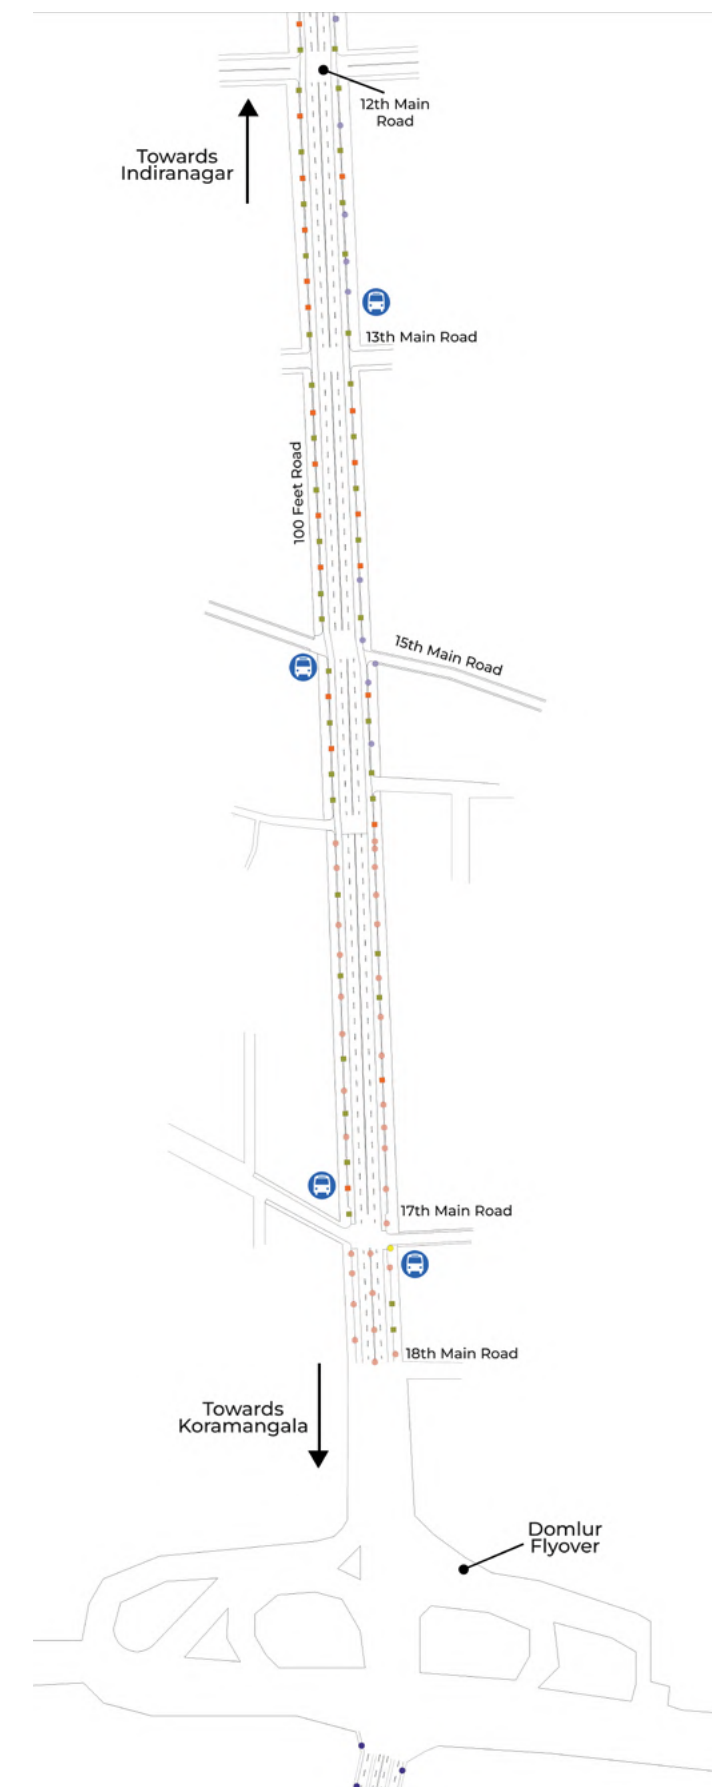 12th Main
Road
Towards
Indiranagar
13th Main Road
100 Feet Road
15th Main Road
17th Main Road
18th Main Road
Towards
Koramangala
Domlur
Flyover